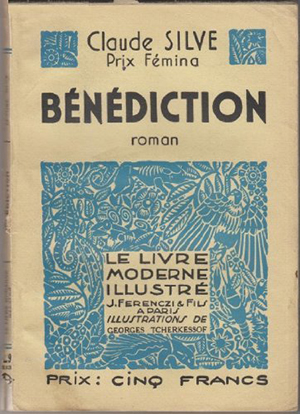 Claude SILVE
Prix Fémina
BÉNÉDICTION
roman
LE LIVRE
MODERNE
ILLUSTRÉ
J. FERENCZI & FILS
A PARIS
ILLUSTRATIONS DE
GEORGES TCHERKESSOF
PRIX: CINQ FRANCS